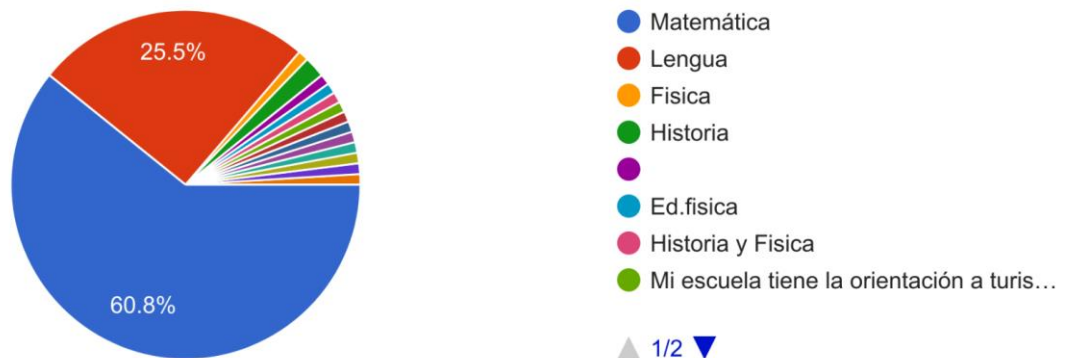 25.5%
60.8%
Matemática
Lengua
Fisica
Historia
Ed.fisica
Historia y Fisica
Mi escuela tiene la orientación a turis…
1/2